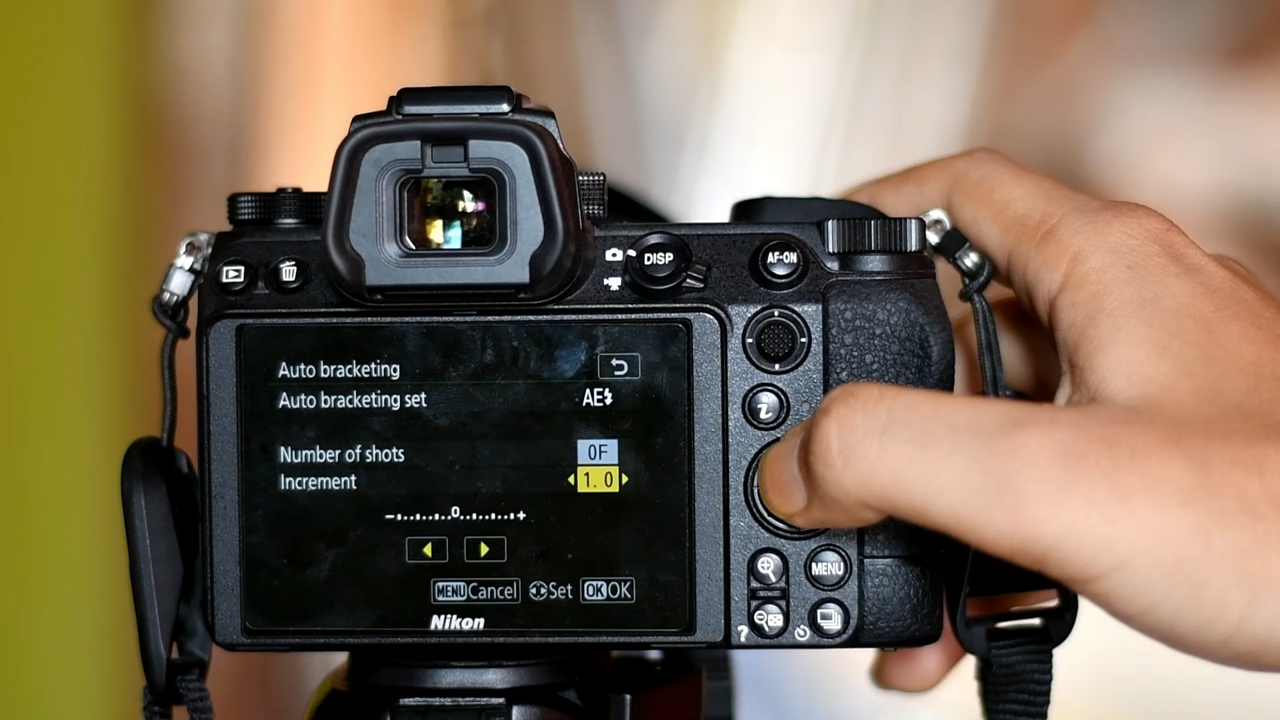 DISP
AF-ON
Auto bracketing
Auto bracketing set AE
Number of shots 0F
Increment 1.0
− 0 +
MENU Cancel Set OK OK
Nikon
i
MENU
?